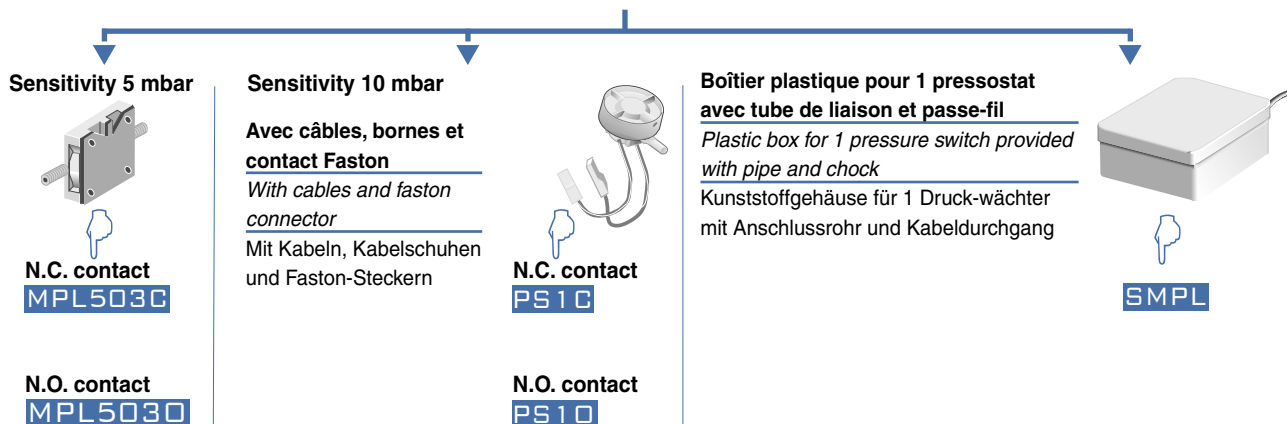 Sensitivity 5 mbar
N.C. contact
MPL503C
N.O. contact
MPL503O
Sensitivity 10 mbar
Avec câbles, bornes et
contact Faston
With cables and faston
connector
Mit Kabeln, Kabelschuhen
und Faston-Steckern
N.C. contact
PS1C
N.O. contact
PS1O
Boîtier plastique pour 1 pressostat
avec tube de liaison et passe-fil
Plastic box for 1 pressure switch provided
with pipe and chock
Kunststoffgehäuse für 1 Druck-wächter
mit Anschlussrohr und Kabeldurchgang
SMPL